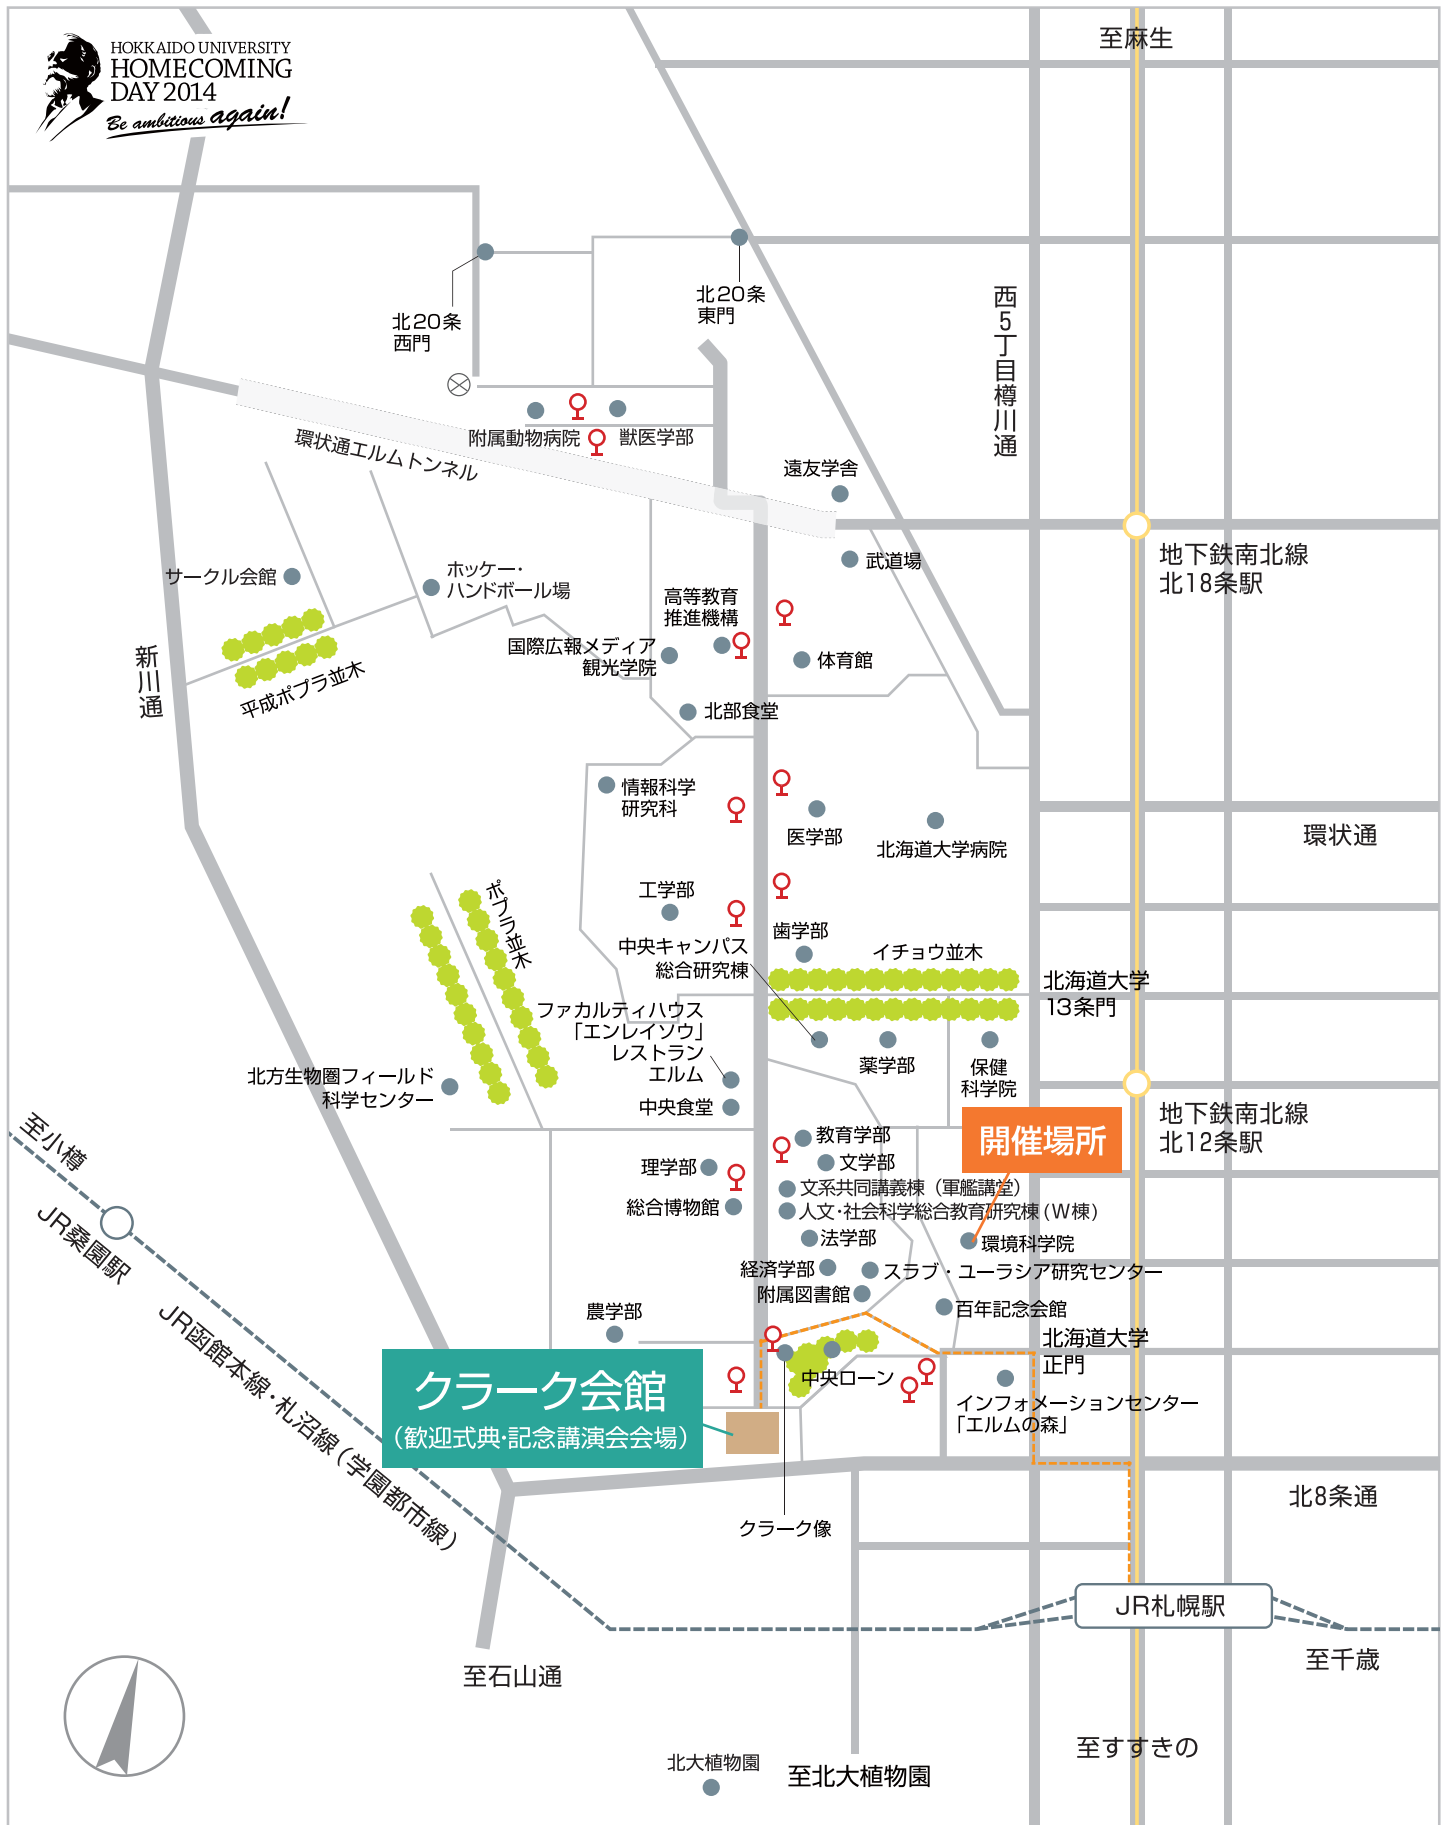 HOKKAIDO UNIVERSITY
HOMECOMING
DAY 2014
Be ambitious again!
至麻生
北20条
西門
北20条
東門
西5丁目樽川通
附属動物病院
獣医学部
環状通エルムトンネル
遠友学舎
武道場
地下鉄南北線
北18条駅
サークル会館
ホッケー・
ハンドボール場
高等教育
推進機構
国際広報メディア
観光学院
体育館
新川通
平成ポプラ並木
北部食堂
情報科学
研究科
医学部
北海道大学病院
環状通
工学部
ポプラ並木
歯学部
中央キャンパス
総合研究棟
イチョウ並木
北海道大学
13条門
ファカルティハウス
「エンレイソウ」
レストラン
エルム
薬学部
保健
科学院
北方生物圏フィールド
科学センター
中央食堂
地下鉄南北線
北12条駅
開催場所
至小樽
JR桑園駅
教育学部
文学部
理学部
文系共同講義棟（軍艦講堂）
総合博物館
人文・社会科学総合教育研究棟(W棟)
法学部
環境科学院
経済学部
スラブ・ユーラシア研究センター
附属図書館
百年記念会館
農学部
JR函館本線・札沼線（学園都市線）
北海道大学
正門
クラーク会館
（歓迎式典・記念講演会会場）
中央ローン
インフォメーションセンター
「エルムの森」
北8条通
クラーク像
JR札幌駅
至石山通
至千歳
至すすきの
北大植物園
至北大植物園